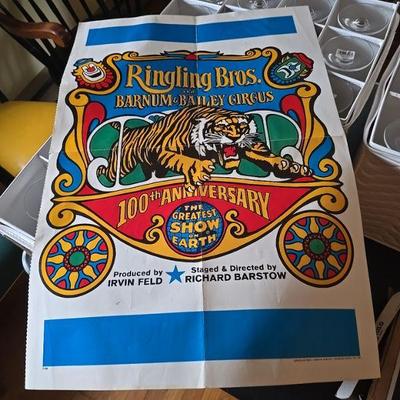 Ringling Bros.
AND
BARNUM & BAILEY CIRCUS
100th ANNIVERSARY
THE
GREATEST
SHOW
ON
EARTH
Produced by
IRVIN FELD
Staged & Directed by
RICHARD BARSTOW